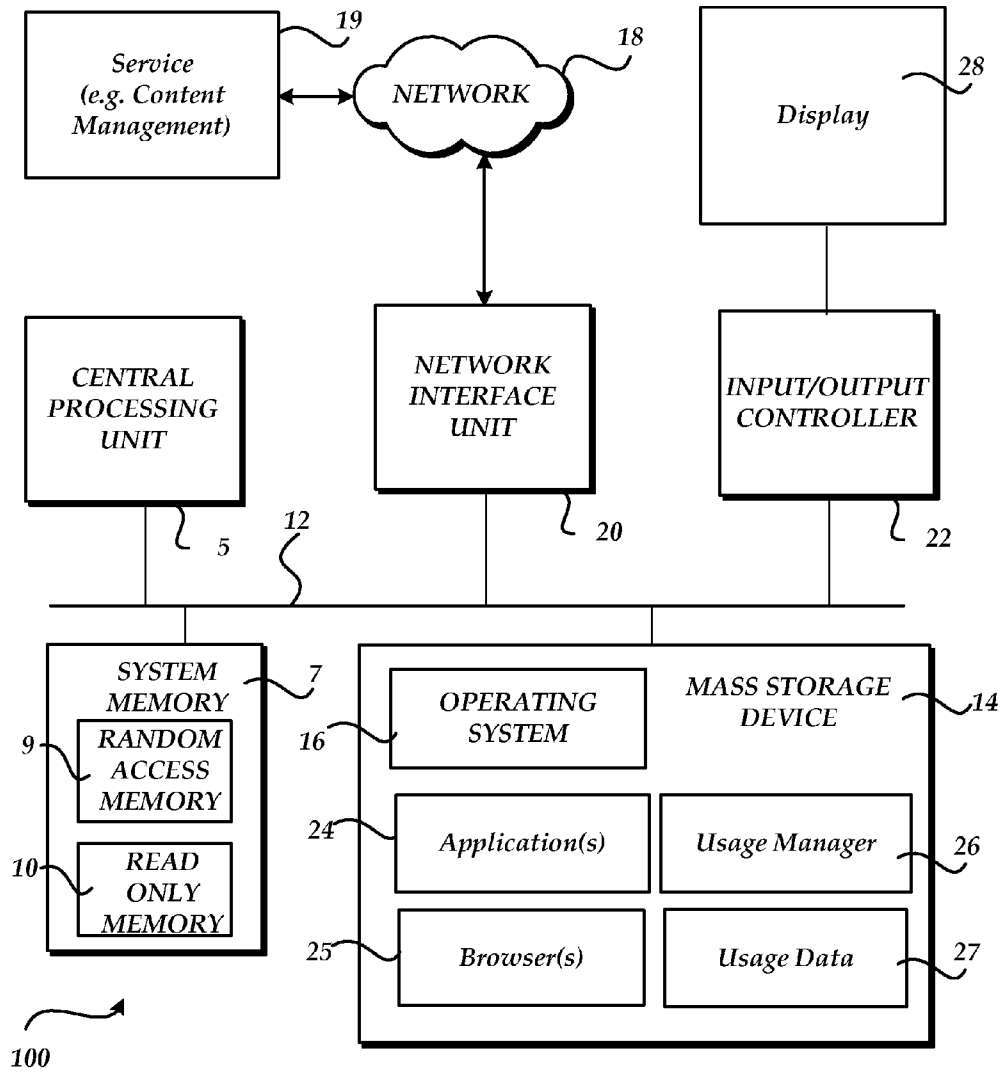 19
Service
(e.g. Content
Management)
NETWORK
18
Display
28
CENTRAL
PROCESSING
UNIT
5
NETWORK
INTERFACE
UNIT
20
INPUT/OUTPUT
CONTROLLER
22
12
SYSTEM
MEMORY
7
9
RANDOM
ACCESS
MEMORY
10
READ
ONLY
MEMORY
OPERATING
SYSTEM
16
MASS STORAGE
DEVICE
14
24
Application(s)
Usage Manager
26
25
Browser(s)
Usage Data
27
100